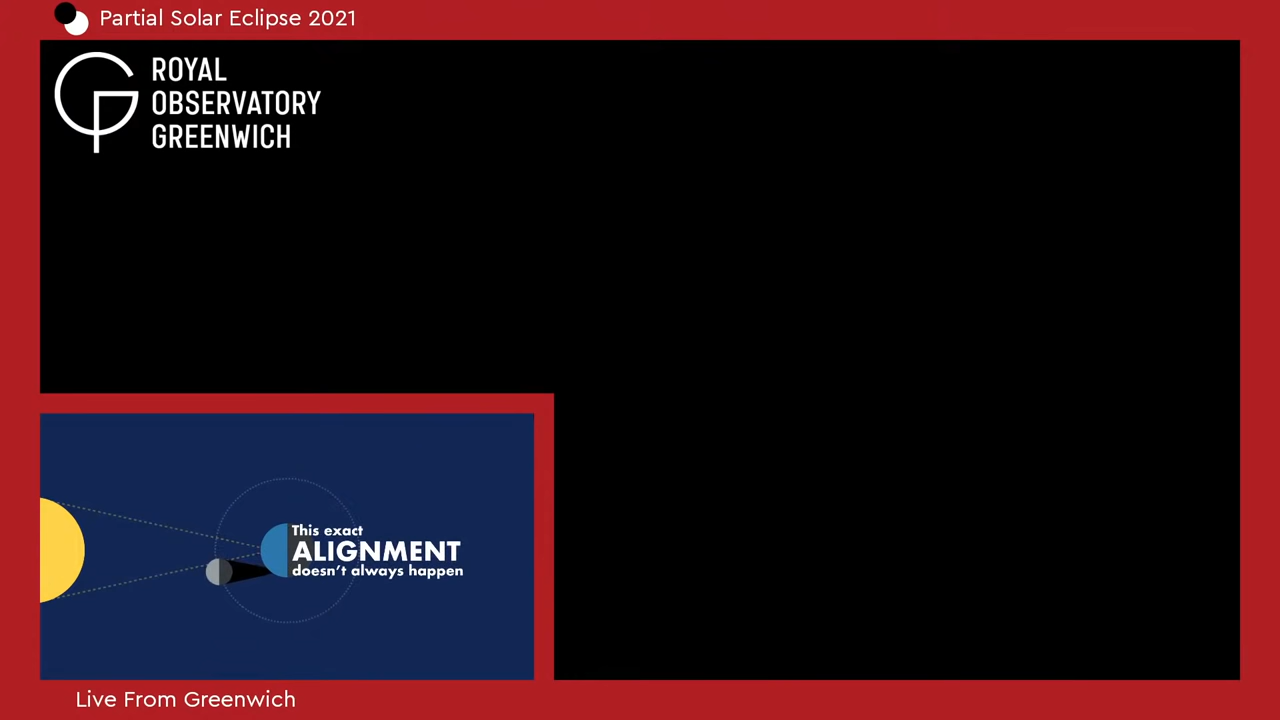 Partial Solar Eclipse 2021
ROYAL
OBSERVATORY
GREENWICH
This exact
ALIGNMENT
doesn't always happen
Live From Greenwich